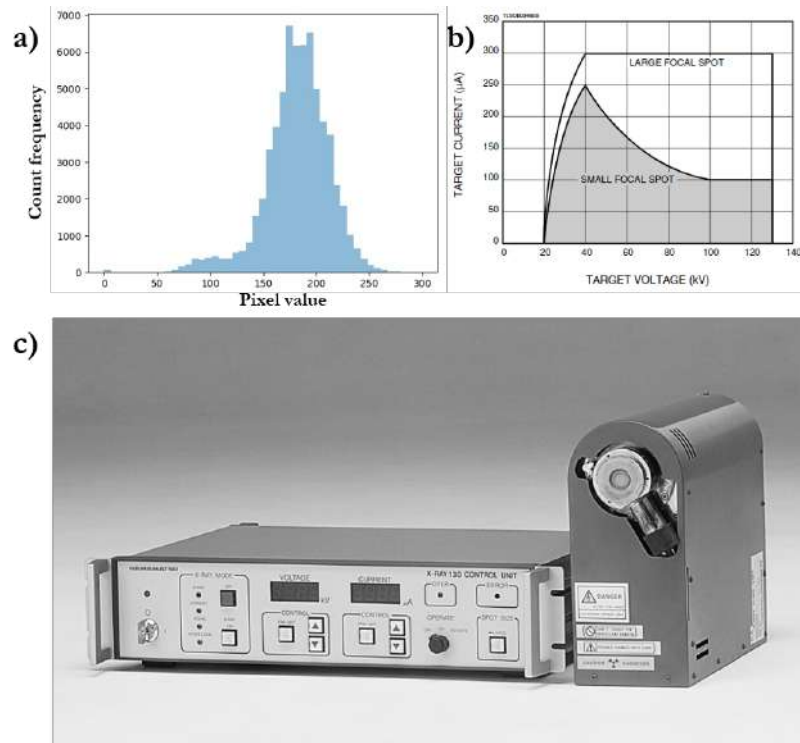 a)
7000
6000
5000
4000
3000
2000
1000
0
Count frequency
0 50 100 150 200 250 300
Pixel value
b)
350
300
250
200
150
100
50
0
TARGET CURRENT (μA)
LARGE FOCAL SPOT
SMALL FOCAL SPOT
0 20 40 60 80 100 120 140
TARGET VOLTAGE (kV)
c)
X-RAY MODE
VOLTAGE
kV
CURRENT
μA
X-RAY 130 CONTROL UNIT
CONTROL
CONTROL
OPERATE
SPOT SIZE
DANGER